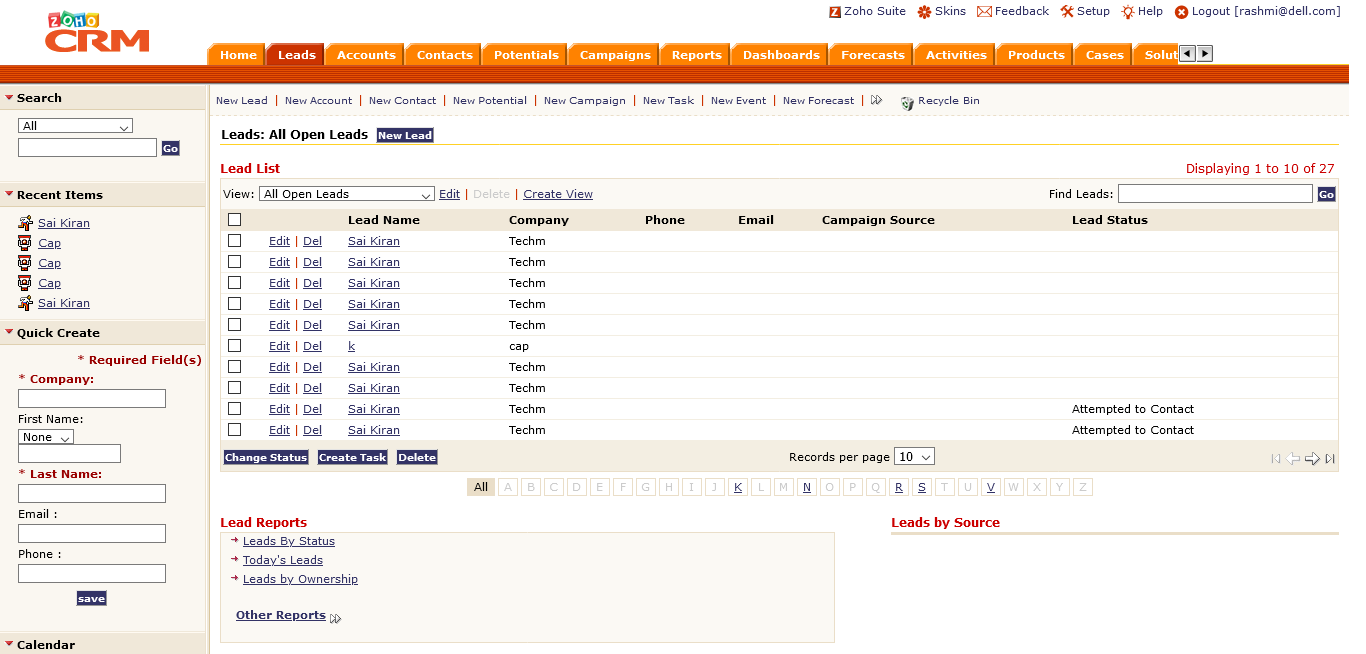 ZOHO CRM
Zoho Suite Skins Feedback Setup Help Logout [rashmi@dell.com]
Home Leads Accounts Contacts Potentials Campaigns Reports Dashboards Forecasts Activities Products Cases Solut
Search
All
Go
Recent Items
Sai Kiran
Cap
Cap
Cap
Sai Kiran
Quick Create
* Required Field(s)
* Company:
First Name:
None
* Last Name:
Email :
Phone :
save
Calendar
New Lead | New Account | New Contact | New Potential | New Campaign | New Task | New Event | New Forecast | Recycle Bin
Leads: All Open Leads New Lead
Lead List Displaying 1 to 10 of 27
View: All Open Leads Edit | Delete | Create View Find Leads: Go
Lead Name Company Phone Email Campaign Source Lead Status
Edit | Del Sai Kiran Techm
Edit | Del Sai Kiran Techm
Edit | Del Sai Kiran Techm
Edit | Del Sai Kiran Techm
Edit | Del Sai Kiran Techm
Edit | Del k cap
Edit | Del Sai Kiran Techm
Edit | Del Sai Kiran Techm
Edit | Del Sai Kiran Techm Attempted to Contact
Edit | Del Sai Kiran Techm Attempted to Contact
Change Status Create Task Delete Records per page 10
All A B C D E F G H I J K L M N O P Q R S T U V W X Y Z
Lead Reports
Leads By Status
Today's Leads
Leads by Ownership
Other Reports
Leads by Source